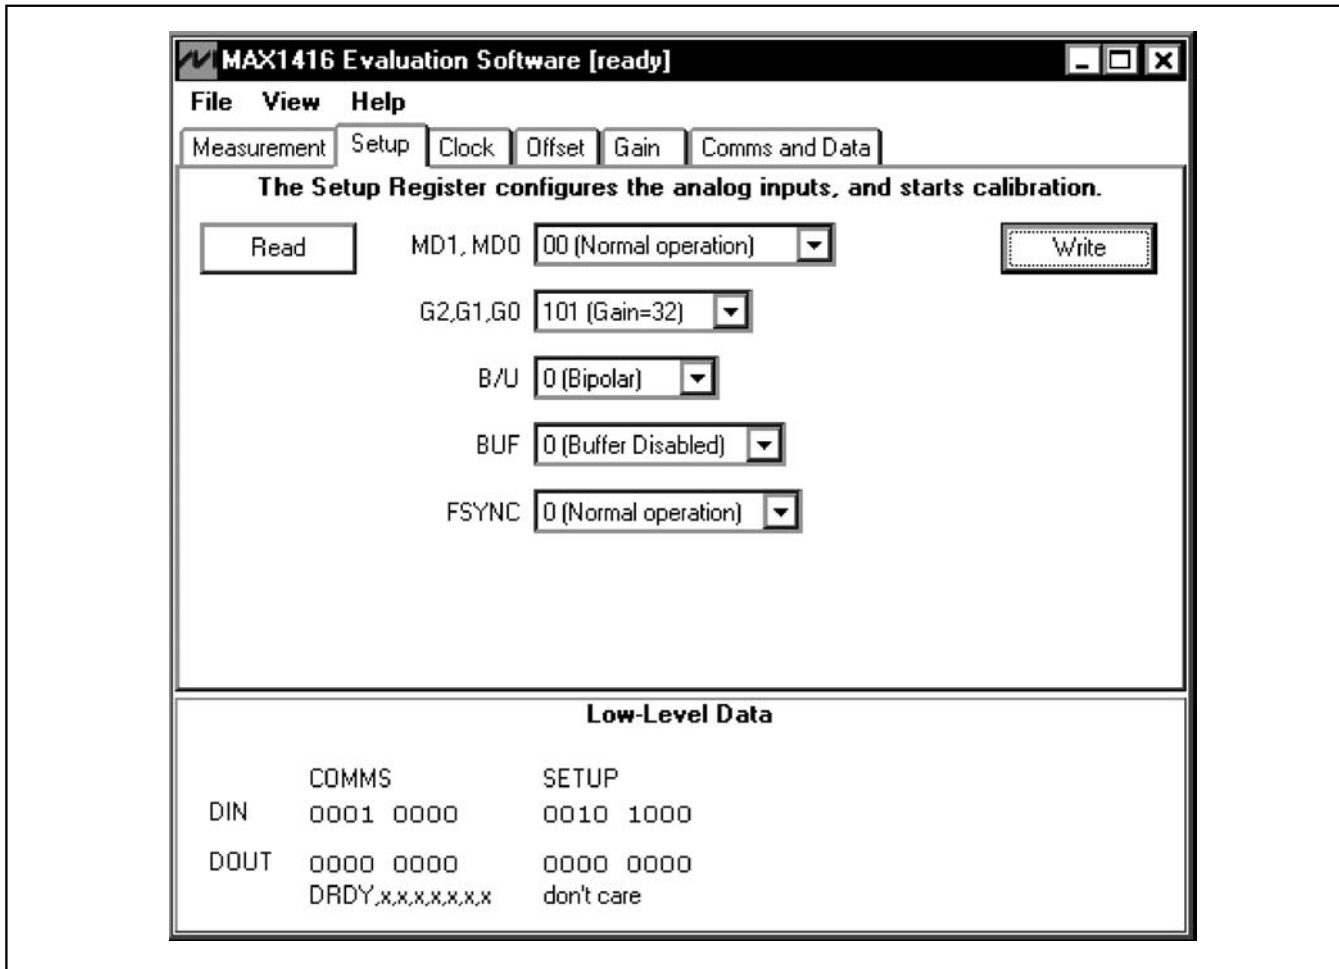 MAX1416 Evaluation Software [ready]
File View Help
Measurement Setup Clock Offset Gain Comms and Data
The Setup Register configures the analog inputs, and starts calibration.
Read MD1, MD0 00 (Normal operation) Write
G2,G1,G0 101 (Gain=32)
B/U 0 (Bipolar)
BUF 0 (Buffer Disabled)
FSYNC 0 (Normal operation)
Low-Level Data
COMMS SETUP
DIN 0001 0000 0010 1000
DOUT 0000 0000 0000 0000
DRDY,x,x,x,x,x,x,x don't care